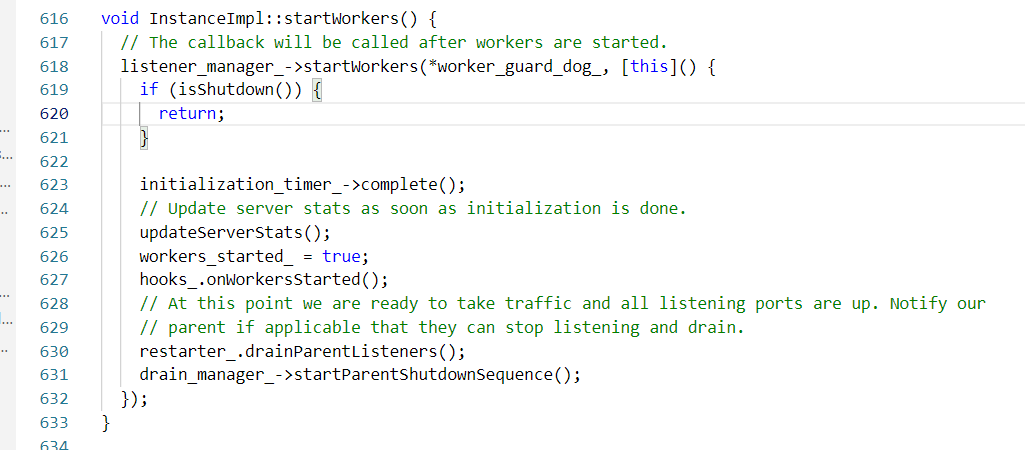 616 void InstanceImpl::startWorkers() {
617 // The callback will be called after workers are started.
618 listener_manager_->startWorkers(*worker_guard_dog_, [this]() {
619 if (isShutdown()) {
620 return;
621 }
622
623 initialization_timer_->complete();
624 // Update server stats as soon as initialization is done.
625 updateServerStats();
626 workers_started_ = true;
627 hooks_.onWorkersStarted();
628 // At this point we are ready to take traffic and all listening ports are up. Notify our
629 // parent if applicable that they can stop listening and drain.
630 restarter_.drainParentListeners();
631 drain_manager_->startParentShutdownSequence();
632 });
633 }
634